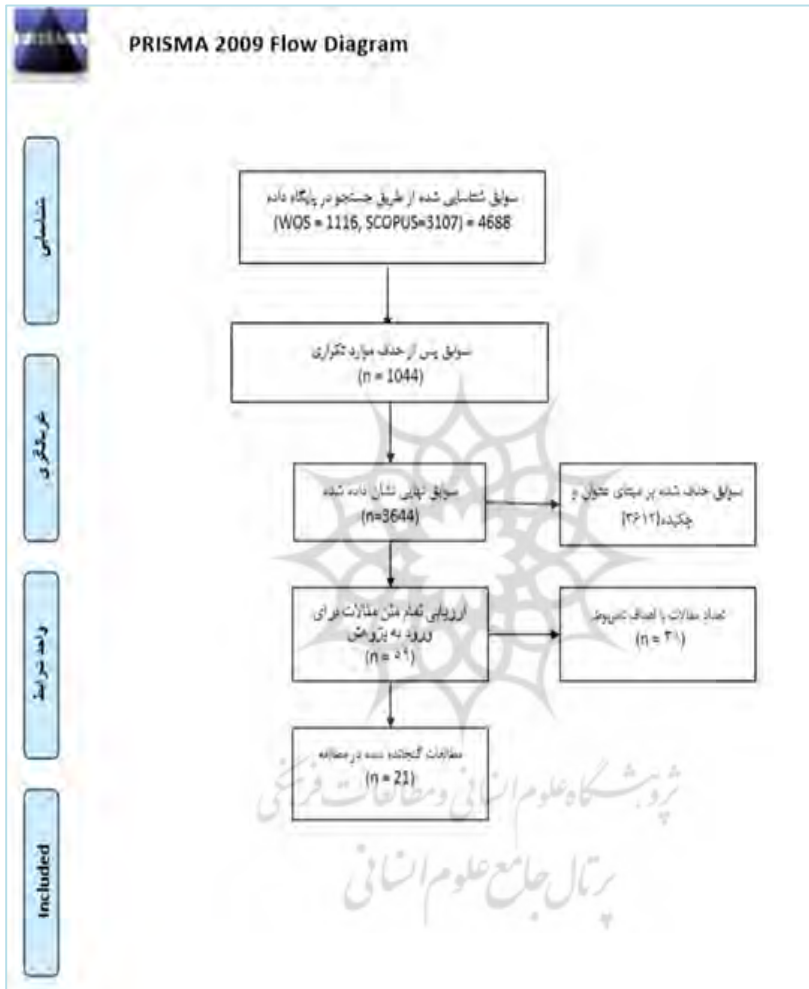 PRISMA 2009 Flow Diagram
شناسایی
سوابق شناسایی شده از طریق جستجو در پایگاه داده
(WOS = 1116, SCOPUS=3107) = 4688
غربالگری
سوابق پس از حذف موارد تکراری
(n = 1044)
سوابق نهایی نشان داده شده
(n=3644)
سوابق حذف شده بر مبنای عنوان و
چکیده(۳۶۱۲)
واجد شرایط
ارزیابی تمام متن مقالات برای
ورود به پژوهش
(n = ۵۹)
تعداد مقالات با اهداف نامربوط
(n = ۳۸)
مطالعات گنجانده شده در مطالعه
(n = 21)
Included
پژوهشگاه علوم انسانی و مطالعات فرهنگی
پرتال جامع علوم انسانی